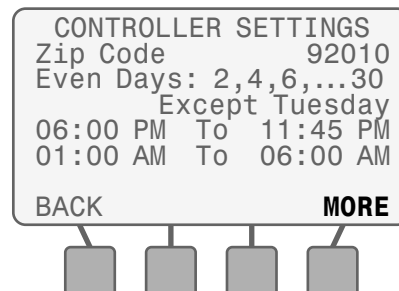 CONTROLLER SETTINGS
Zip Code 92010
Even Days: 2,4,6,...30
Except Tuesday
06:00 PM To 11:45 PM
01:00 AM To 06:00 AM
BACK MORE